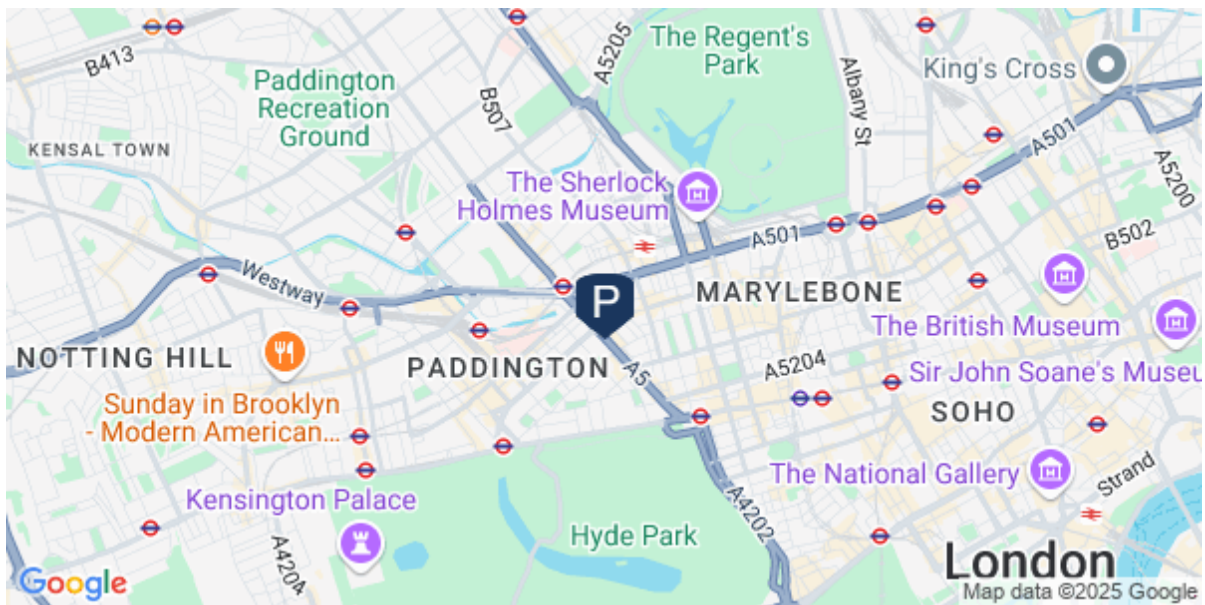 B413
A5205
The Regent's
Park
King's Cross
Albany St
Paddington
Recreation
Ground
B507
A501
KENSAL TOWN
A5200
The Sherlock
Holmes Museum
B502
A501
Westway
P
MARYLEBONE
The British Museum
NOTTING HILL
PADDINGTON
A5
A5204
Sir John Soane's Museu
Sunday in Brooklyn
- Modern American...
SOHO
The National Gallery
Strand
Kensington Palace
A4202
Hyde Park
A4204
London
Google
Map data ©2025 Google